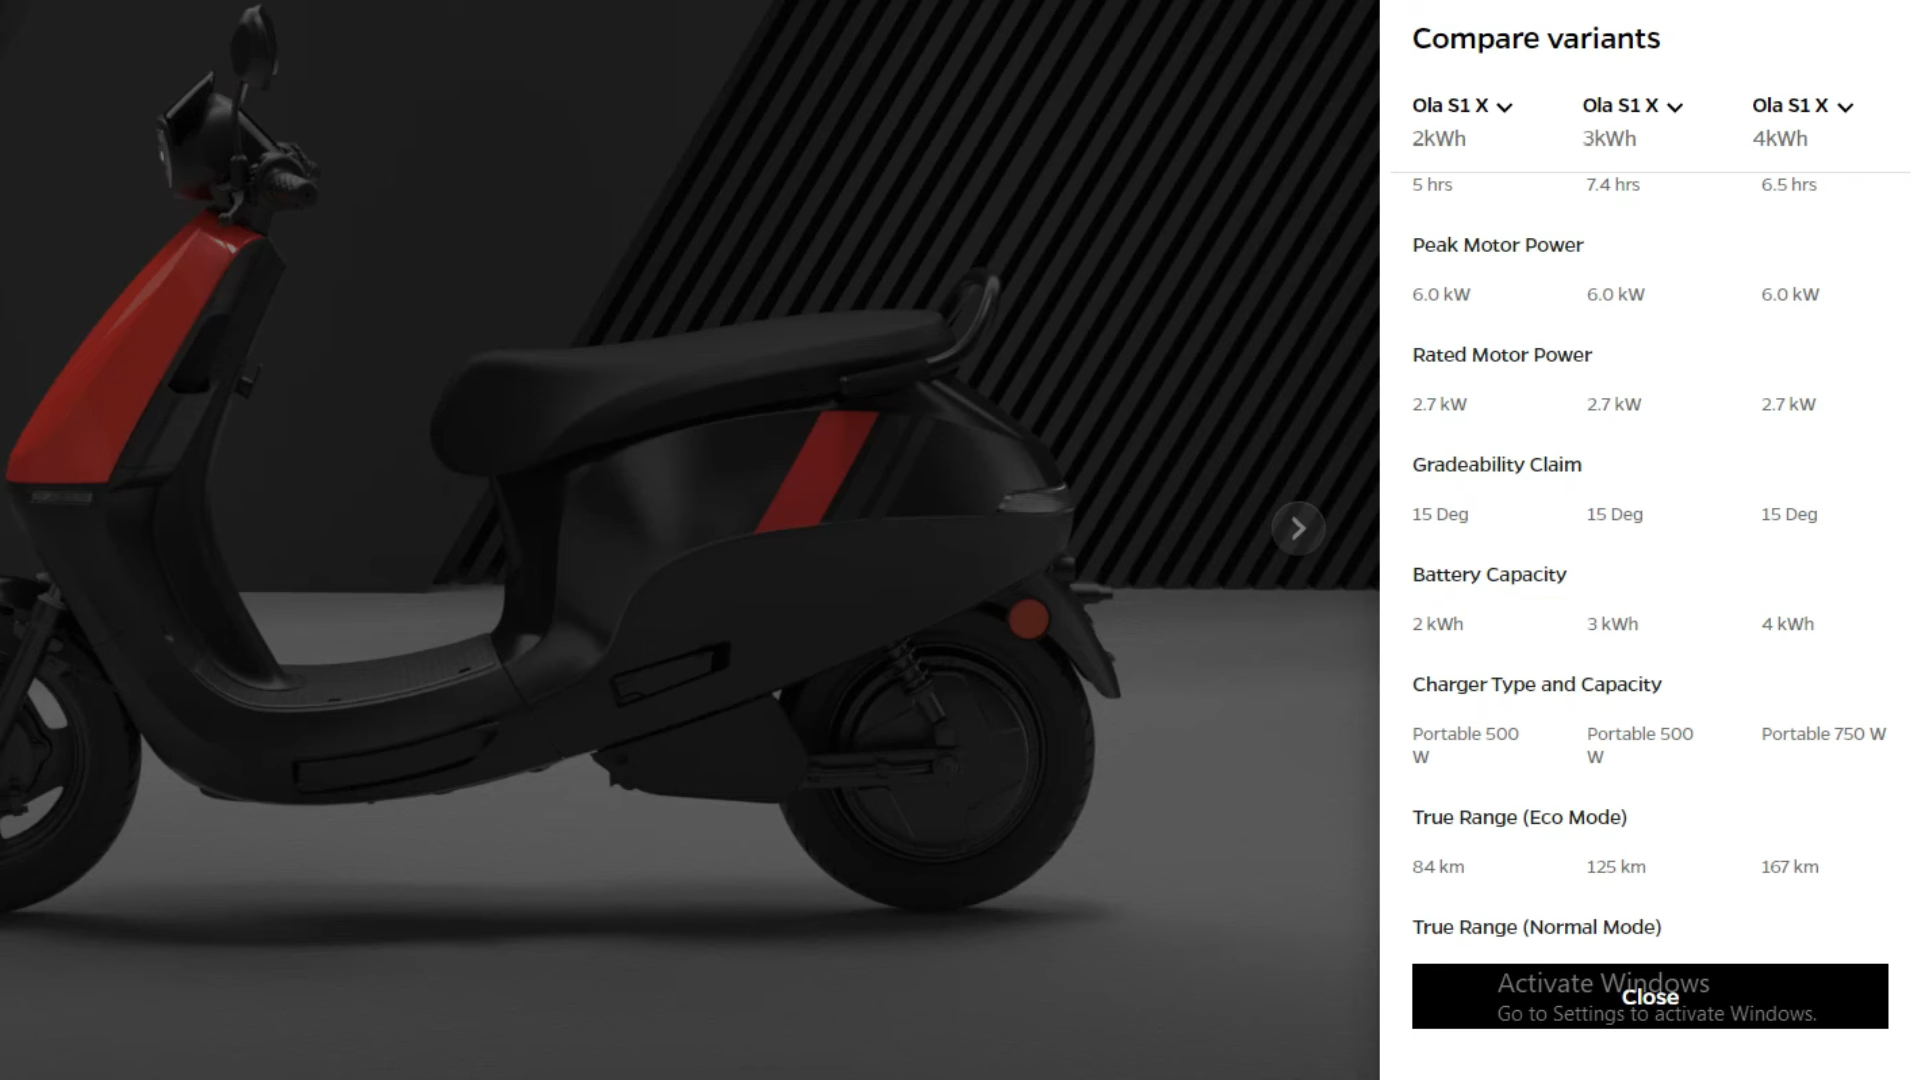 Compare variants
Ola S1 X Ola S1 X Ola S1 X
2kWh 3kWh 4kWh
5 hrs 7.4 hrs 6.5 hrs
Peak Motor Power
6.0 kW 6.0 kW 6.0 kW
Rated Motor Power
2.7 kW 2.7 kW 2.7 kW
Gradeability Claim
15 Deg 15 Deg 15 Deg
Battery Capacity
2 kWh 3 kWh 4 kWh
Charger Type and Capacity
Portable 500 Portable 500 Portable 750 W
W W
True Range (Eco Mode)
84 km 125 km 167 km
True Range (Normal Mode)
Activate Windows
Close
Go to Settings to activate Windows.